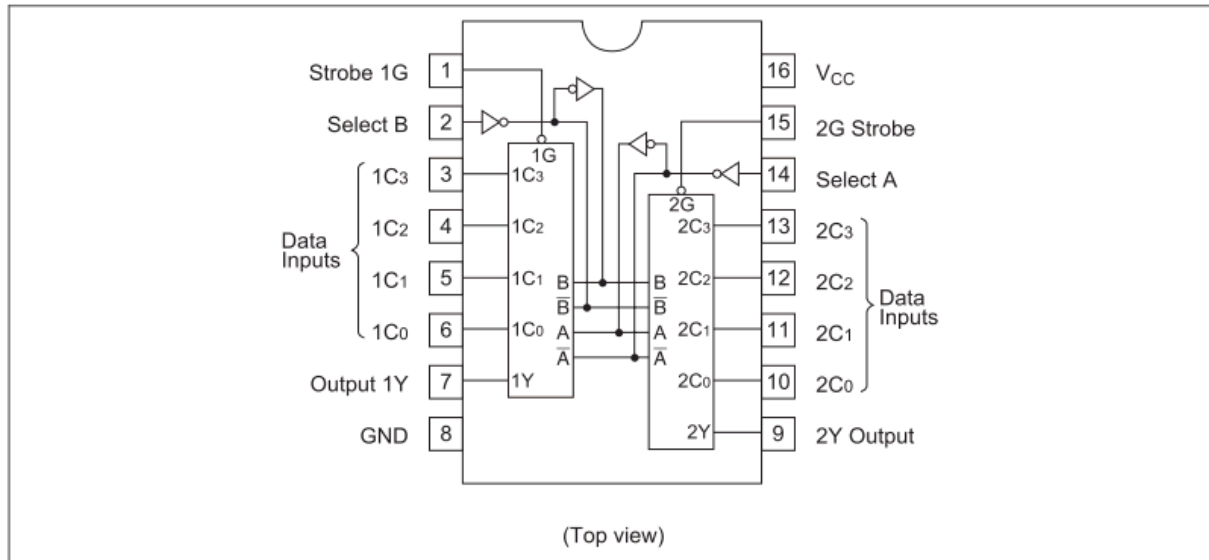 Strobe 1G 1 16 VCC
Select B 2 15 2G Strobe
1G
1C3 3 1C3 14 Select A
2G
1C2 4 1C2 2C3 13 2C3
Data Inputs
1C1 5 1C1 B B 2C2 12 2C2
B̅ B̅
Data Inputs
1C0 6 1C0 A A 2C1 11 2C1
A̅ A̅
Output 1Y 7 1Y 2C0 10 2C0
GND 8 2Y 9 2Y Output
(Top view)